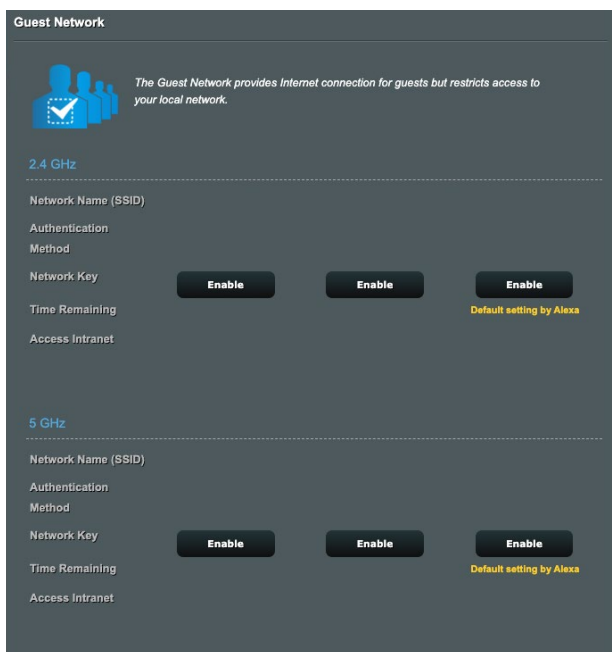 Guest Network
The Guest Network provides Internet connection for guests but restricts access to
your local network.
2.4 GHz
Network Name (SSID)
Authentication
Method
Network Key
Enable Enable Enable
Time Remaining
Default setting by Alexa
Access Intranet
5 GHz
Network Name (SSID)
Authentication
Method
Network Key
Enable Enable Enable
Time Remaining
Default setting by Alexa
Access Intranet